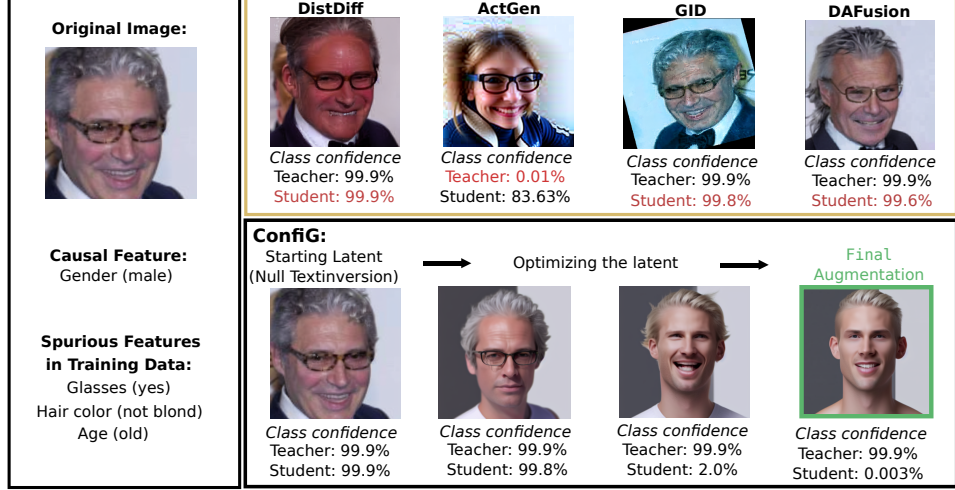 Original Image:
Causal Feature:
Gender (male)
Spurious Features
in Training Data:
Glasses (yes)
Hair color (not blond)
Age (old)
DistDiff
Class confidence
Teacher: 99.9%
Student: 99.9%
ActGen
Class confidence
Teacher: 0.01%
Student: 83.63%
GID
Class confidence
Teacher: 99.9%
Student: 99.8%
DAFusion
Class confidence
Teacher: 99.9%
Student: 99.6%
ConfiG:
Starting Latent
(Null Textinversion)
Optimizing the latent
Final
Augmentation
Class confidence
Teacher: 99.9%
Student: 99.9%
Class confidence
Teacher: 99.9%
Student: 99.8%
Class confidence
Teacher: 99.9%
Student: 2.0%
Class confidence
Teacher: 99.9%
Student: 0.003%